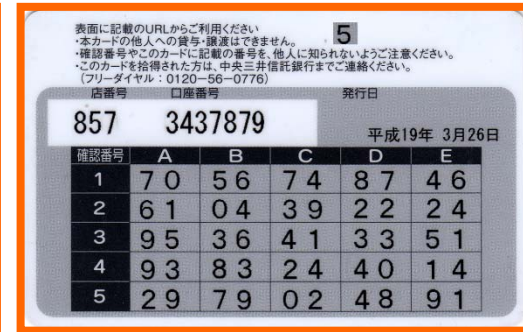 表面に記載のURLからご利用ください
5
・本カードの他人への貸与・譲渡はできません。
・確認番号やこのカードに記載の番号を、他人に知られないようご注意ください。
・このカードを拾得された方は、中央三井信託銀行までご連絡ください。
(フリーダイヤル:0120-56-0776)
店番号 口座番号 発行日
857 3437879 平成19年 3月26日
確認番号 A B C D E
1 70 56 74 87 46
2 61 04 39 22 24
3 95 36 41 33 51
4 93 83 24 40 14
5 29 79 02 48 91